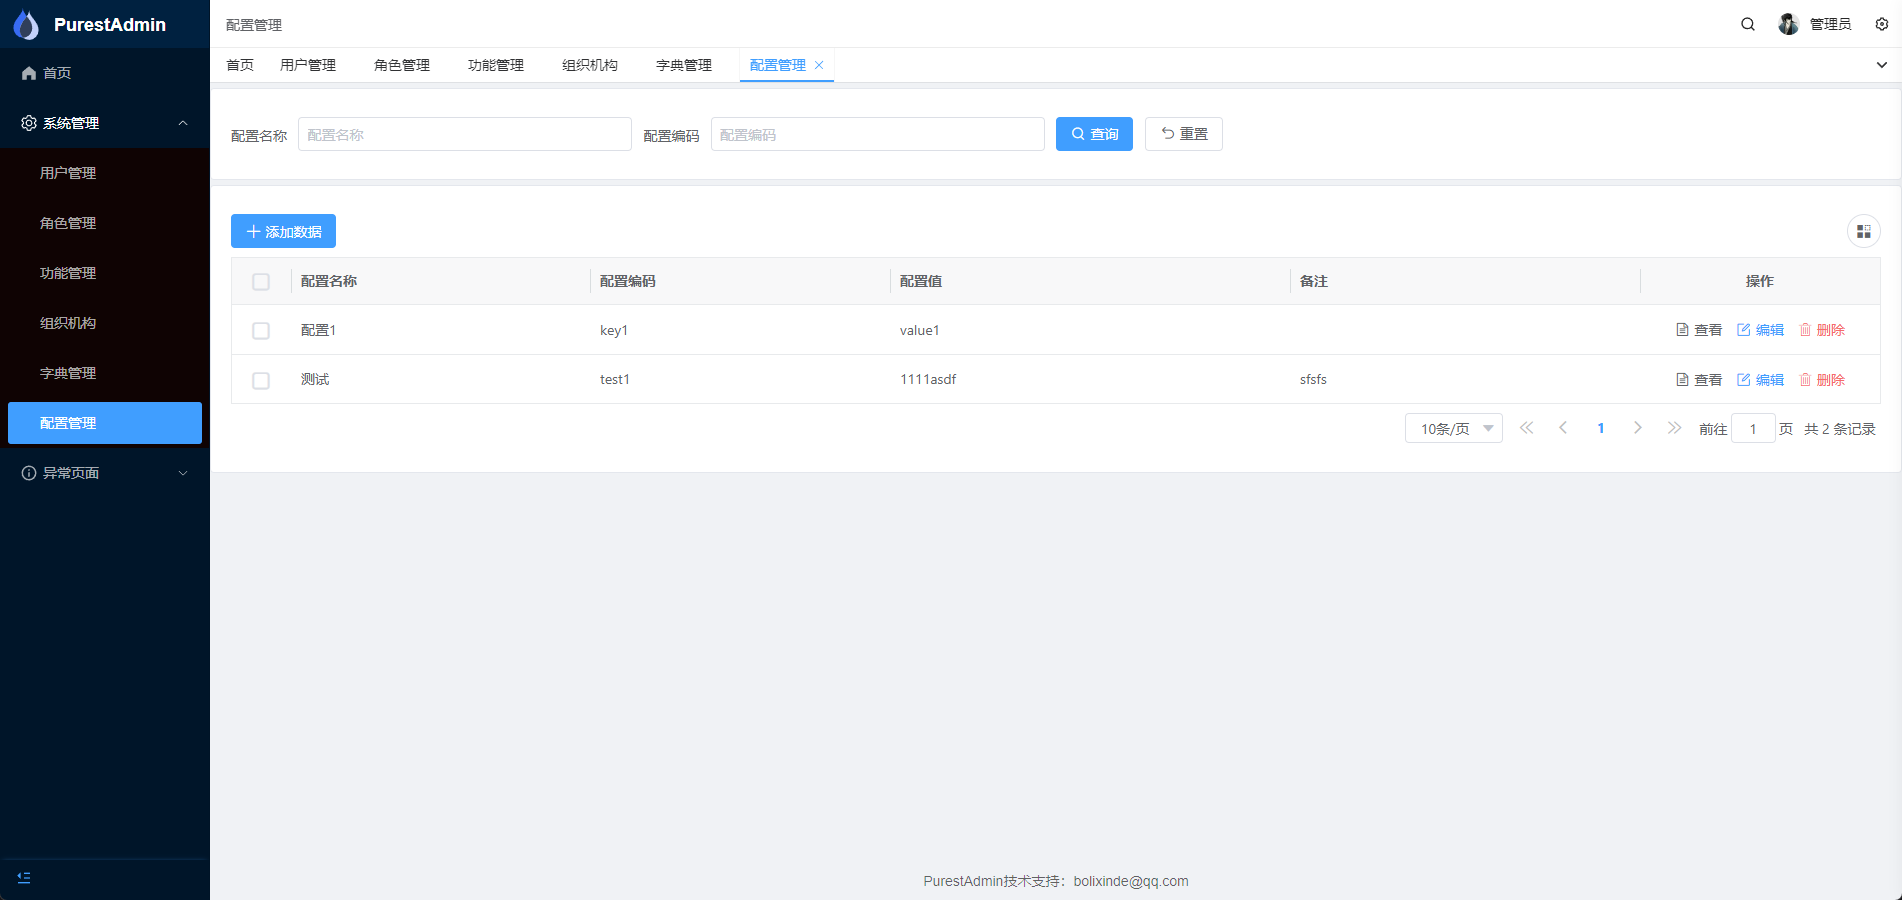 PurestAdmin
首页
系统管理
用户管理
角色管理
功能管理
组织机构
字典管理
配置管理
异常页面
配置管理
管理员
首页 用户管理 角色管理 功能管理 组织机构 字典管理 配置管理
配置名称 配置名称 配置编码 配置编码 查询 重置
添加数据
配置名称 配置编码 配置值 备注 操作
配置1 key1 value1 查看 编辑 删除
测试 test1 1111asdf sfsfs 查看 编辑 删除
10条/页 1 前往 1 页 共 2 条记录
PurestAdmin技术支持：bolixinde@qq.com